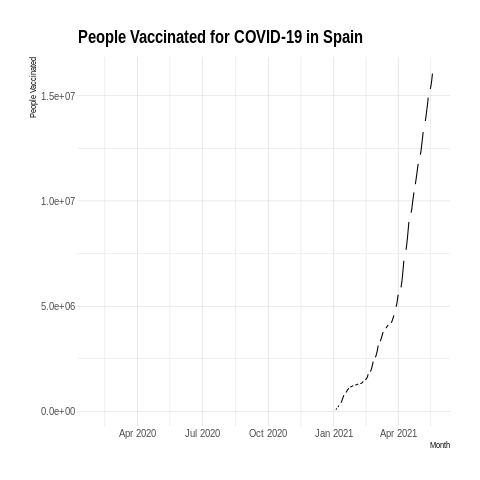 People Vaccinated for COVID-19 in Spain
People Vaccinated
1.5e+07
1.0e+07
5.0e+06
0.0e+00
Apr 2020 Jul 2020 Oct 2020 Jan 2021 Apr 2021
Month